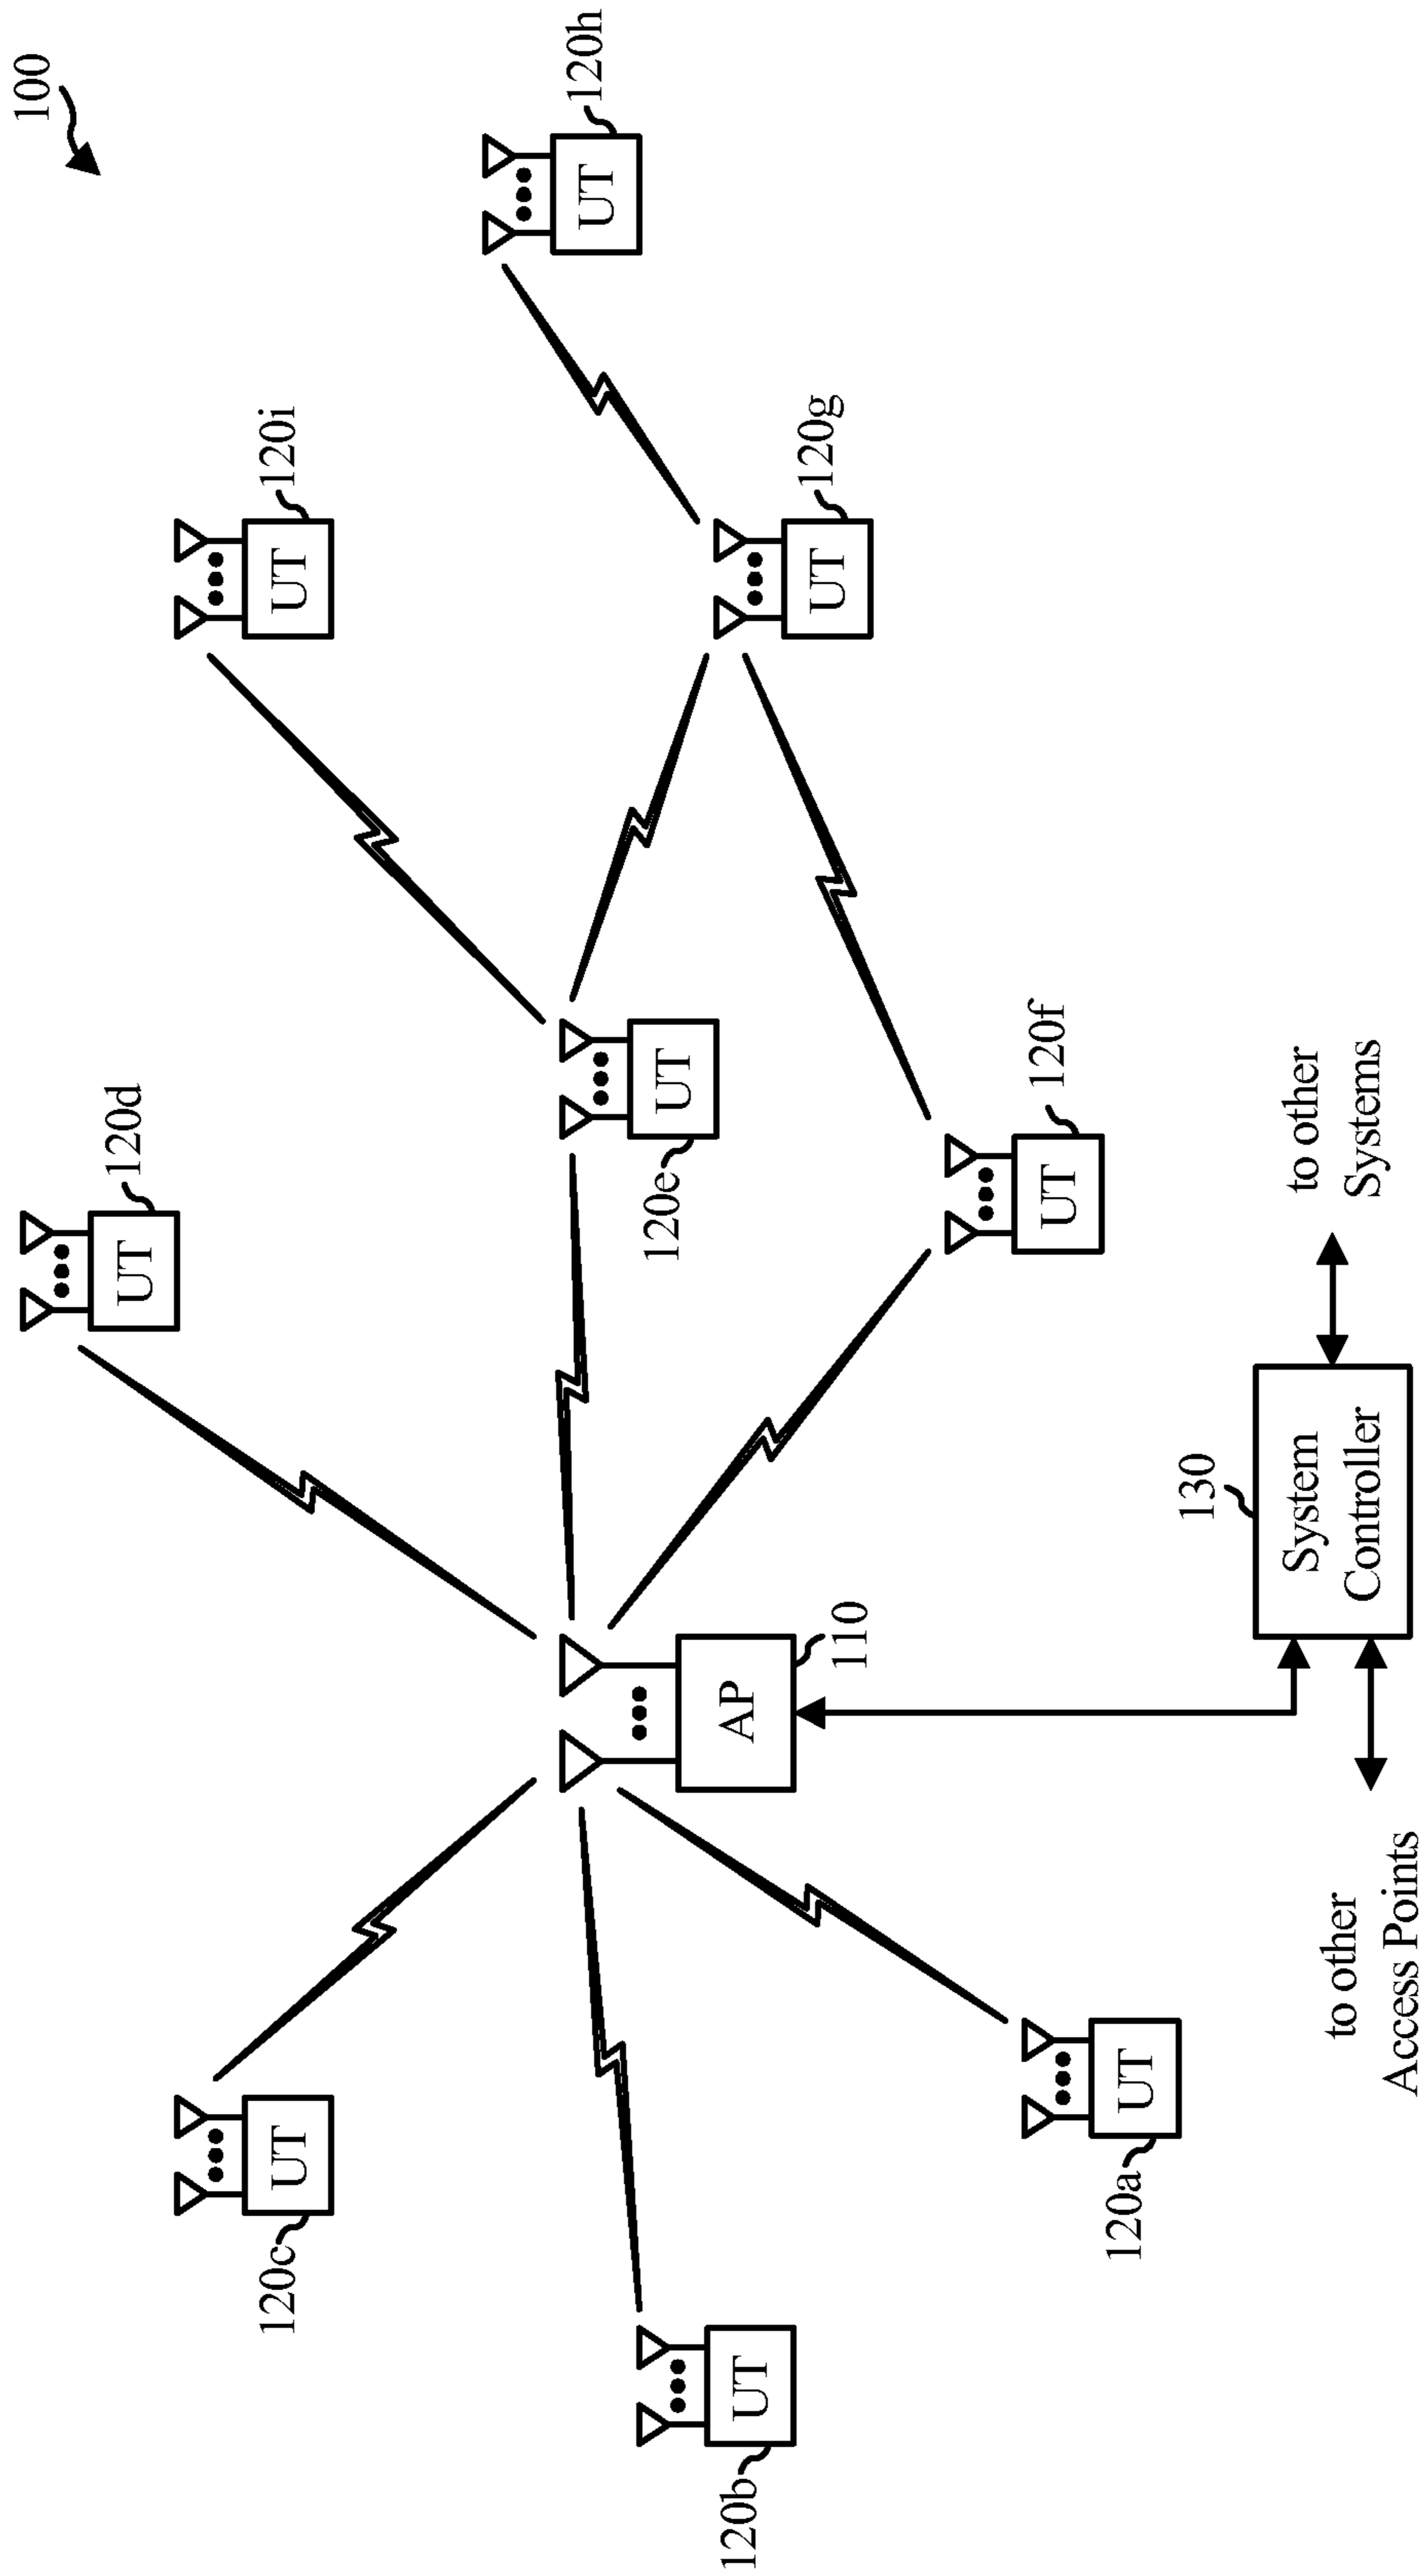 100
UT
120d
UT
120i
UT
120c
UT
120h
UT
120e
UT
120b
AP
110
UT
120g
UT
120f
UT
120a
130
System
Controller
to other
Systems
to other
Access Points